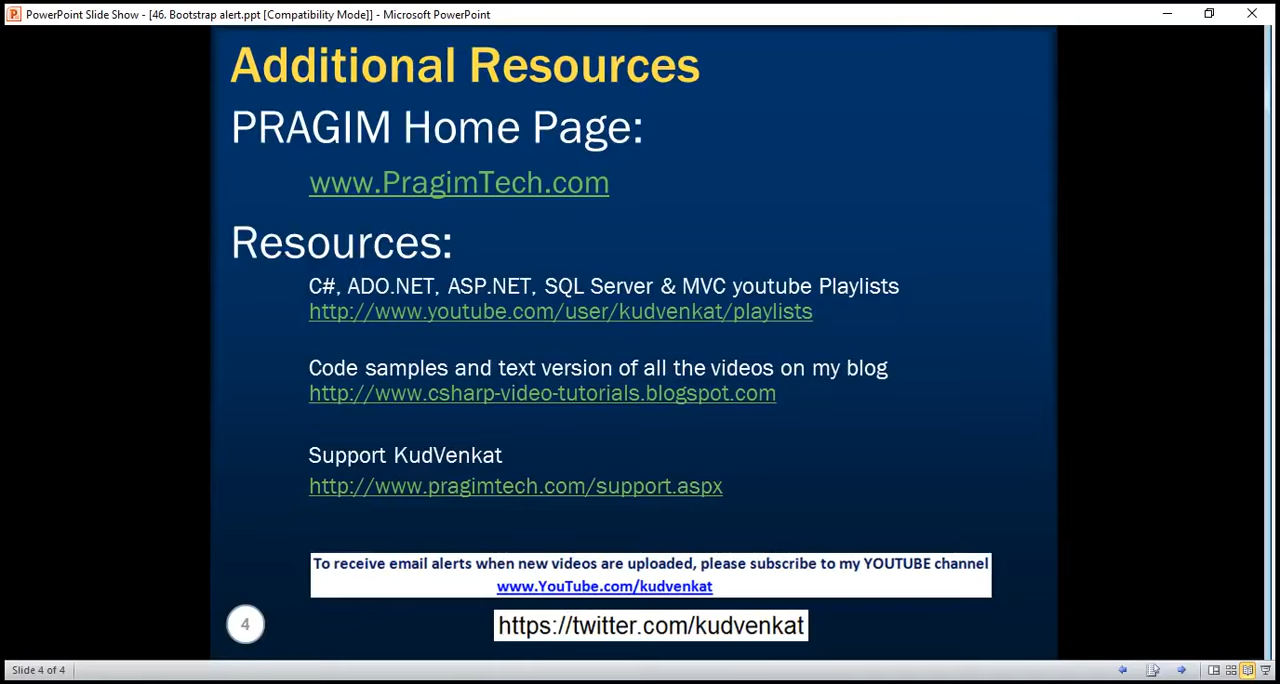 PowerPoint Slide Show - [46. Bootstrap alert.ppt [Compatibility Mode]] - Microsoft PowerPoint
Additional Resources
PRAGIM Home Page:
www.PragimTech.com
Resources:
C#, ADO.NET, ASP.NET, SQL Server & MVC youtube Playlists
http://www.youtube.com/user/kudvenkat/playlists
Code samples and text version of all the videos on my blog
http://www.csharp-video-tutorials.blogspot.com
Support KudVenkat
http://www.pragimtech.com/support.aspx
To receive email alerts when new videos are uploaded, please subscribe to my YOUTUBE channel
www.YouTube.com/kudvenkat
https://twitter.com/kudvenkat
4
Slide 4 of 4